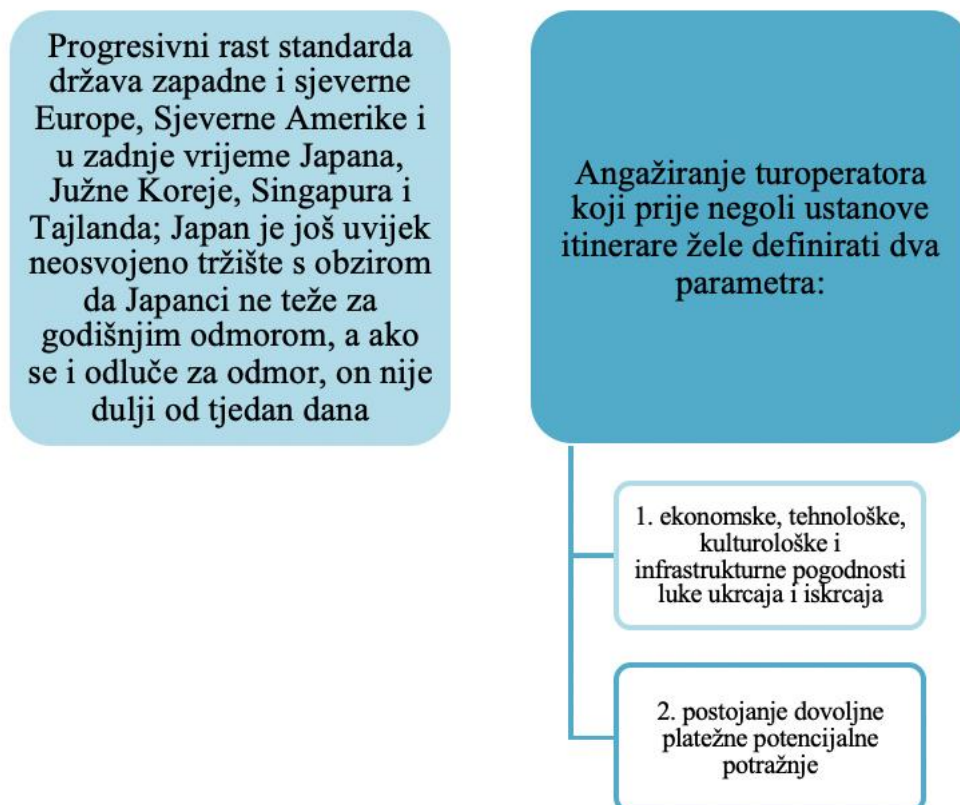 Progresivni rast standarda
država zapadne i sjeverne
Europe, Sjeverne Amerike i
u zadnje vrijeme Japana,
Južne Koreje, Singapura i
Tajlanda; Japan je još uvijek
neosvojeno tržište s obzirom
da Japanci ne teže za
godišnjim odmorom, a ako
se i odluče za odmor, on nije
dulji od tjedan dana
Angažiranje turoperatora
koji prije negoli ustanove
itinerare žele definirati dva
parametra:
1. ekonomske, tehnološke,
kulturološke i
infrastrukturne pogodnosti
luke ukrcaja i iskrcaja
2. postojanje dovoljne
platežne potencijalne
potražnje